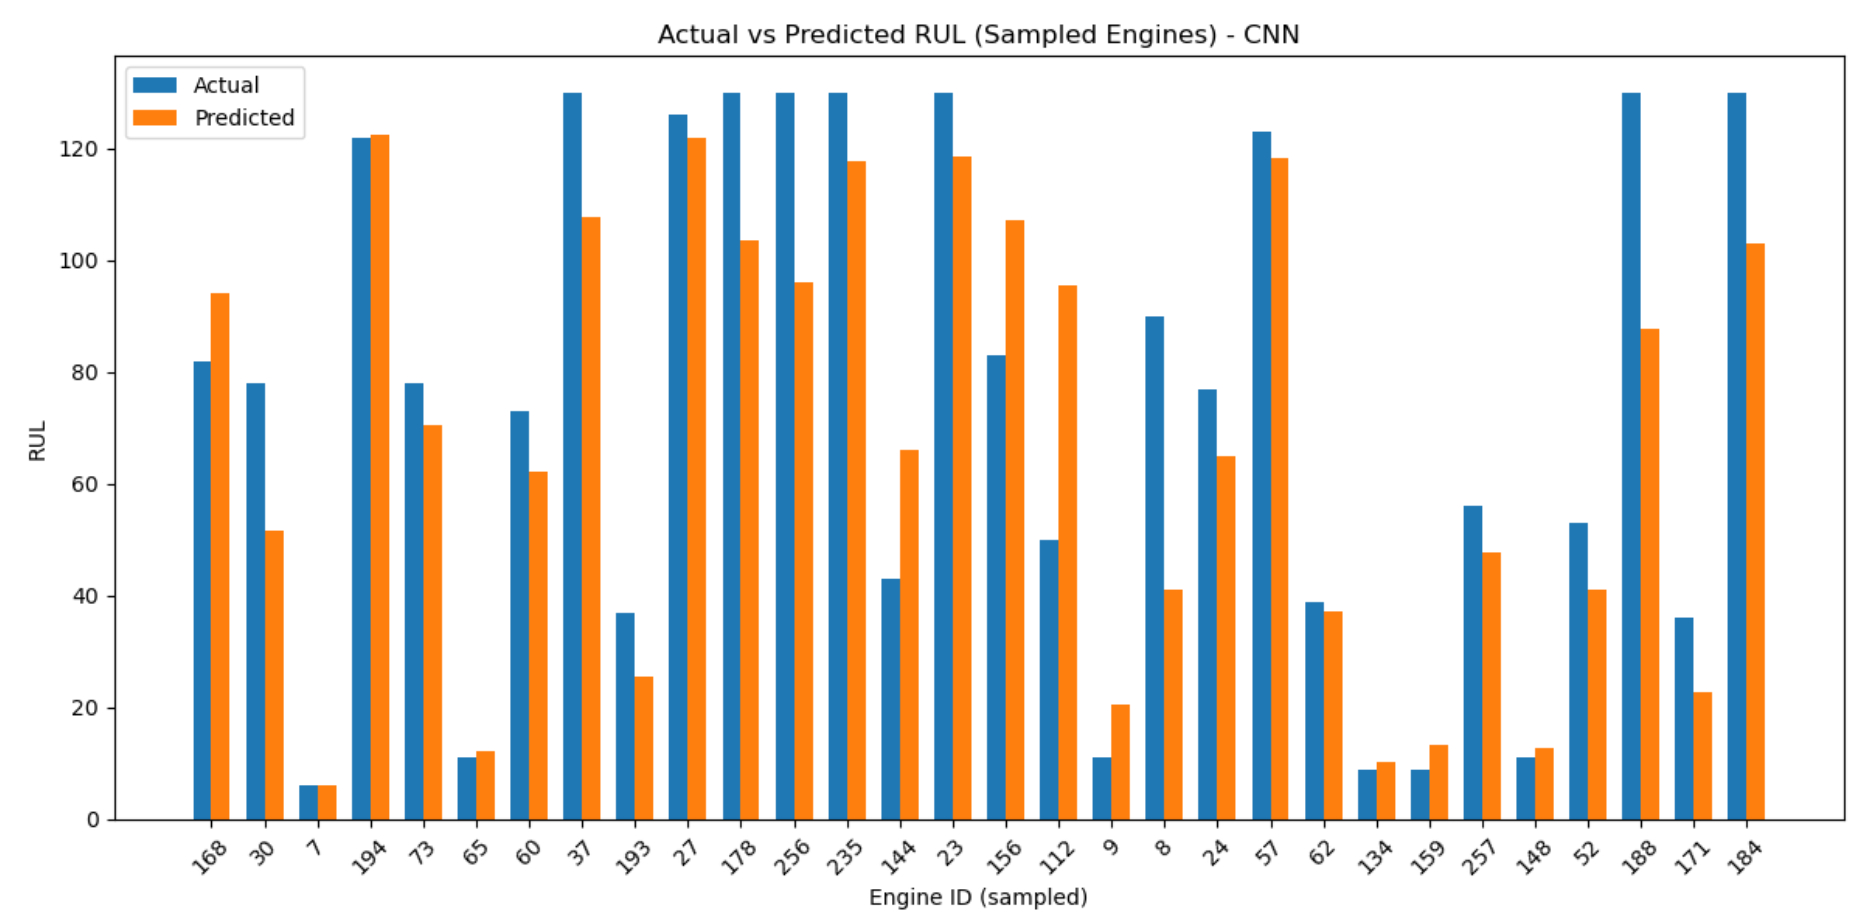 Actual vs Predicted RUL (Sampled Engines) - CNN
Actual
Predicted
RUL
120
100
80
60
40
20
0
168 30 7 194 73 65 60 37 193 27 178 256 235 144 23 156 112 9 8 24 57 62 134 159 257 148 52 188 171 184
Engine ID (sampled)